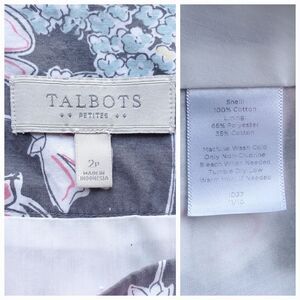 TALBOTS
PETITES
2P
MADE IN
INDONESIA
Shell:
100% Cotton
Lining:
65% Polyester
35% Cotton
Machine Wash Cold
Only Non-Chlorine
Bleach When Needed
Tumble Dry Low
Warm Iron If Needed